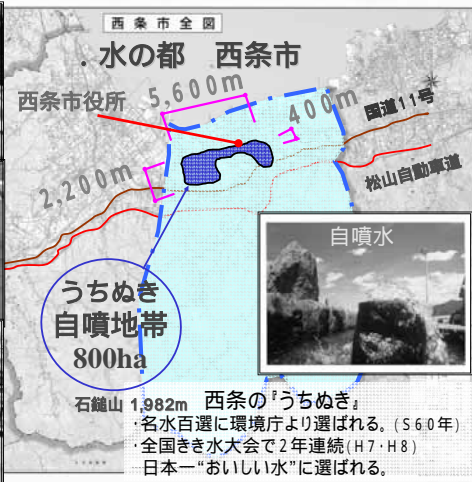 西条市全図
．水の都　西条市
西条市役所
5,600m
400m
国道11号
2,200m
松山自動車道
自噴水
うちぬき
自噴地帯
800ha
石鎚山 1,982m
西条の『うちぬき』
・名水百選に環境庁より選ばれる。(S60年)
・全国きき水大会で2年連続(H7・H8)
日本一“おいしい水”に選ばれる。